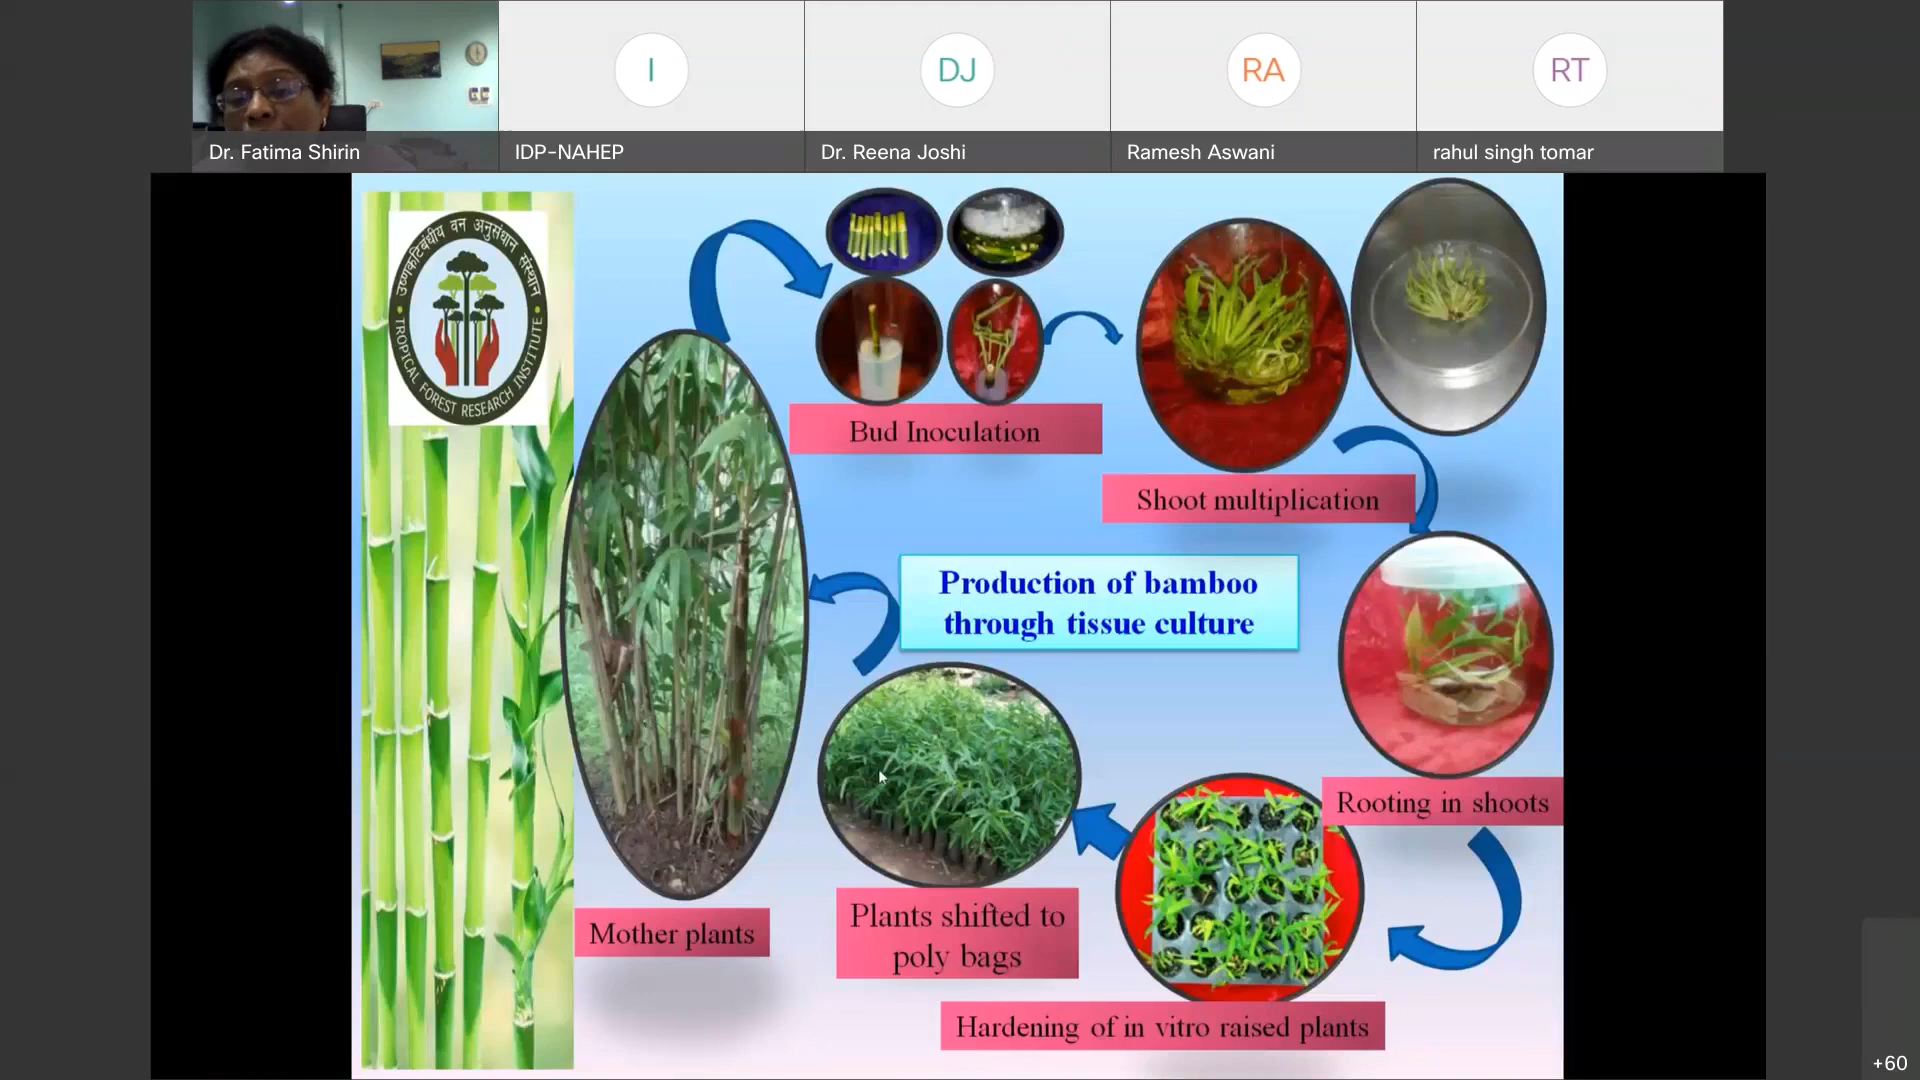 I
DJ
RA
RT
Dr. Fatima Shirin
IDP-NAHEP
Dr. Reena Joshi
Ramesh Aswani
rahul singh tomar
उष्णकटिबंधीय वन अनुसंधान संस्थान
TROPICAL FOREST RESEARCH INSTITUTE
Bud Inoculation
Shoot multiplication
Production of bamboo
through tissue culture
Rooting in shoots
Mother plants
Plants shifted to
poly bags
Hardening of in vitro raised plants
+60